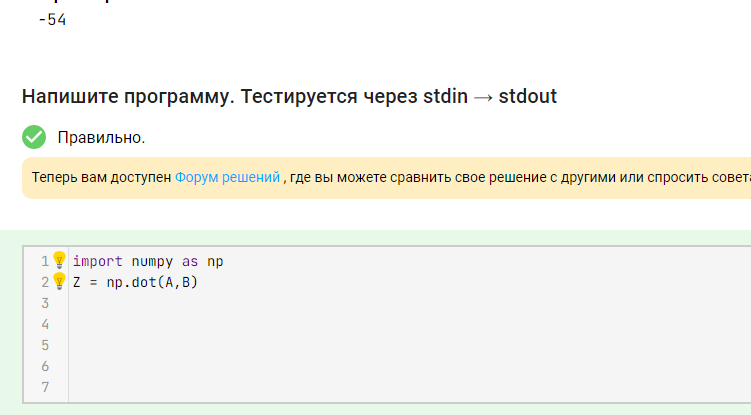 -54
Напишите программу. Тестируется через stdin → stdout
Правильно.
Теперь вам доступен Форум решений , где вы можете сравнить свое решение с другими или спросить совета
1 import numpy as np
2 Z = np.dot(A,B)
3
4
5
6
7